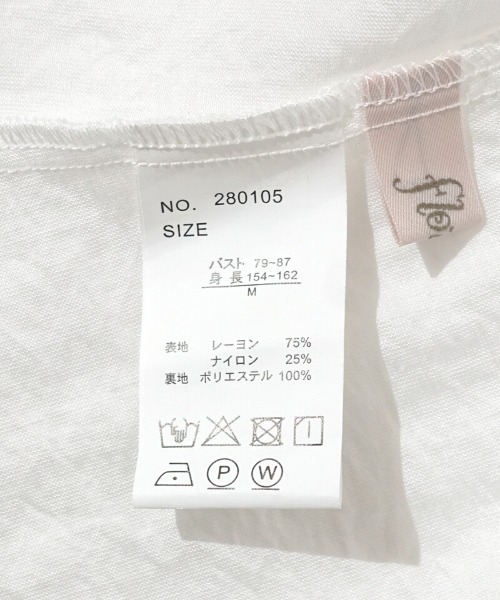 NO. 280105
SIZE
バスト 79~87
身長 154~162
M
表地 レーヨン 75%
ナイロン 25%
裏地 ポリエステル 100%
P W